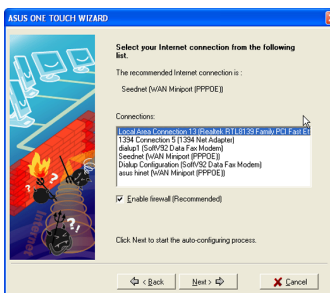 ASUS ONE TOUCH WIZARD
Select your Internet connection from the following
list.
The recommended Internet connection is :
Seednet (WAN Miniport (PPPOE))
Connections:
Local Area Connection 13 (Realtek RTL8139 Family PCI Fast Et
1394 Connection 5 (1394 Net Adapter)
dialup1 (SoftV92 Data Fax Modem)
Seednet (WAN Miniport (PPPOE))
Dialup Configuration (SoftV92 Data Fax Modem)
asus hinet (WAN Miniport (PPPOE))
Enable firewall (Recommended)
Click Next to start the auto-configuring process.
< Back
Next >
Cancel
Internet